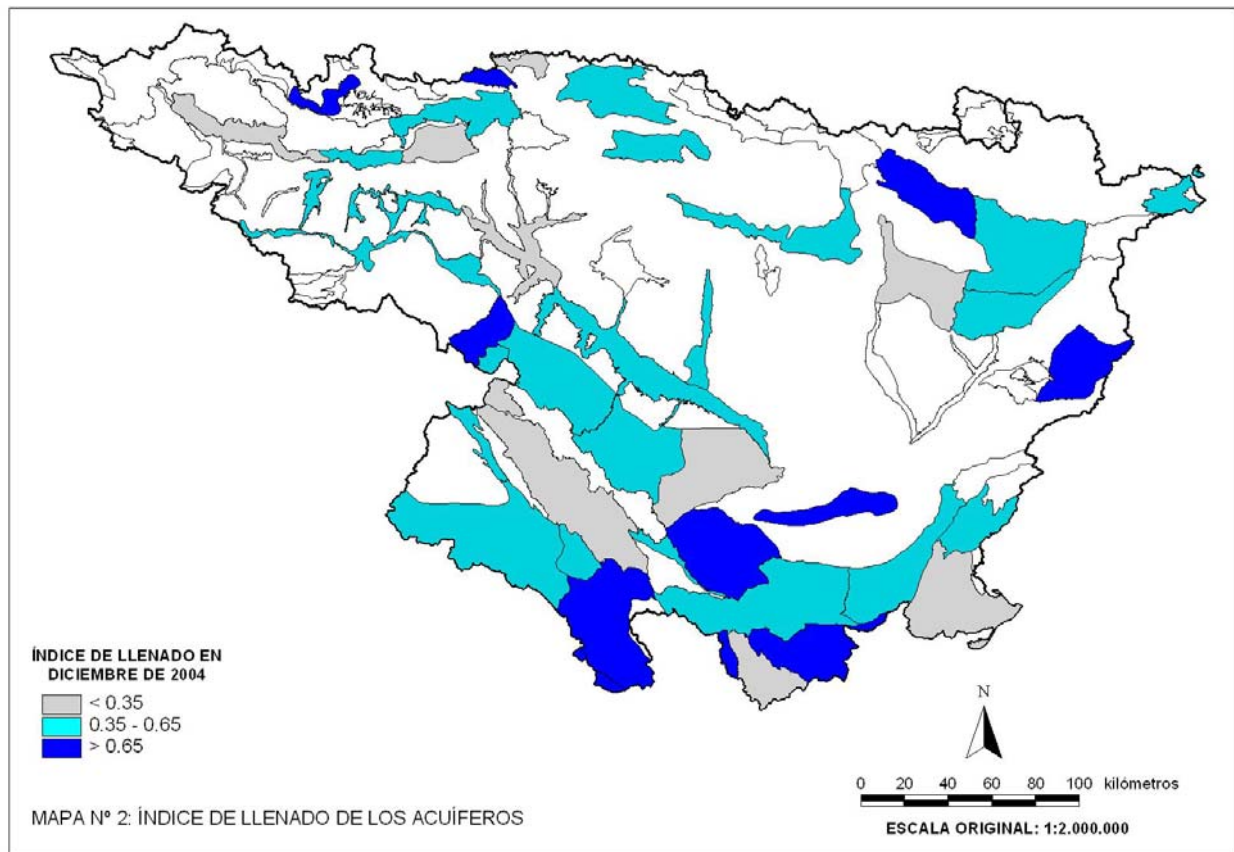 ÍNDICE DE LLENADO EN
DICIEMBRE DE 2004
< 0.35
0.35 - 0.65
> 0.65
MAPA Nº 2: ÍNDICE DE LLENADO DE LOS ACUÍFEROS
N
0 20 40 60 80 100 kilómetros
ESCALA ORIGINAL: 1:2.000.000